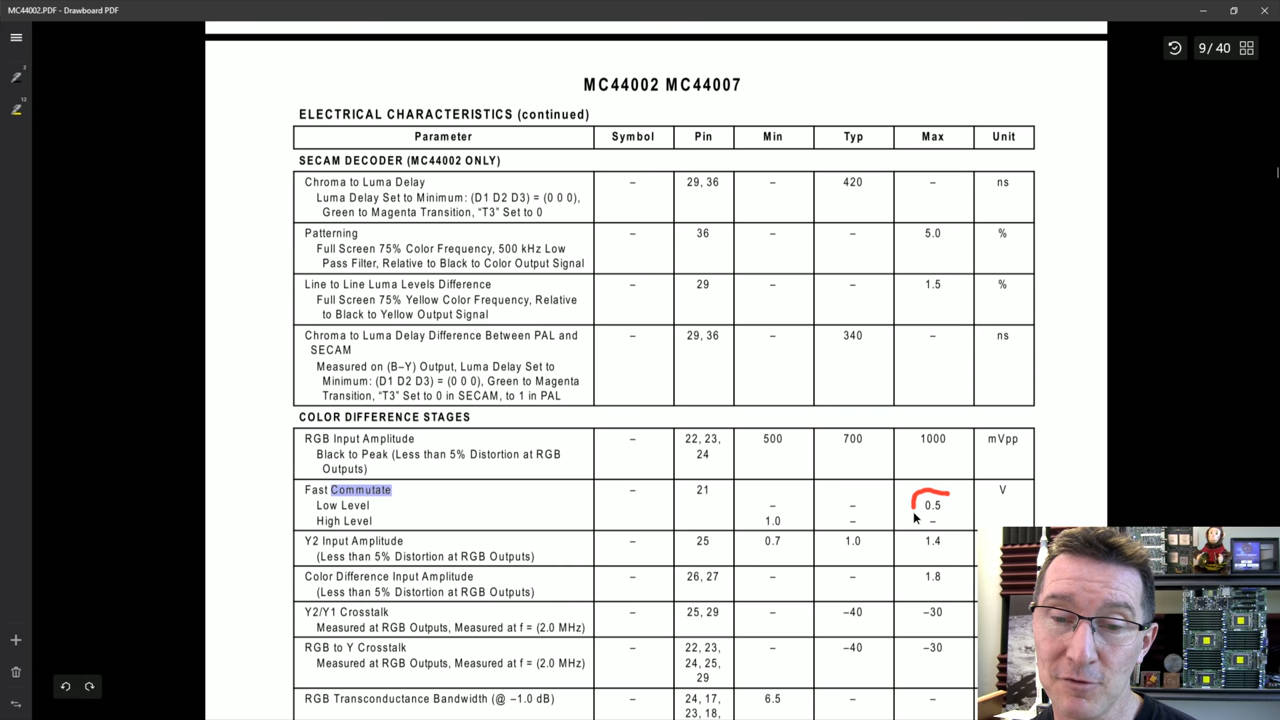 MC44002.PDF - Drawboard PDF
9/40
MC44002 MC44007
ELECTRICAL CHARACTERISTICS (continued)
Parameter Symbol Pin Min Typ Max Unit
SECAM DECODER (MC44002 ONLY)
Chroma to Luma Delay – 29, 36 – 420 – ns
Luma Delay Set to Minimum: (D1 D2 D3) = (0 0 0),
Green to Magenta Transition, “T3” Set to 0
Patterning – 36 – – 5.0 %
Full Screen 75% Color Frequency, 500 kHz Low
Pass Filter, Relative to Black to Color Output Signal
Line to Line Luma Levels Difference – 29 – – 1.5 %
Full Screen 75% Yellow Color Frequency, Relative
to Black to Yellow Output Signal
Chroma to Luma Delay Difference Between PAL and – 29, 36 – 340 – ns
SECAM
Measured on (B–Y) Output, Luma Delay Set to
Minimum: (D1 D2 D3) = (0 0 0), Green to Magenta
Transition, “T3” Set to 0 in SECAM, to 1 in PAL
COLOR DIFFERENCE STAGES
RGB Input Amplitude – 22, 23, 500 700 1000 mVpp
Black to Peak (Less than 5% Distortion at RGB 24
Outputs)
Fast Commutate – 21 V
Low Level – – 0.5
High Level 1.0 – –
Y2 Input Amplitude – 25 0.7 1.0 1.4
(Less than 5% Distortion at RGB Outputs)
Color Difference Input Amplitude – 26, 27 – – 1.8
(Less than 5% Distortion at RGB Outputs)
Y2/Y1 Crosstalk – 25, 29 – –40 –30
Measured at RGB Outputs, Measured at f = (2.0 MHz)
RGB to Y Crosstalk – 22, 23, – –40 –30
Measured at RGB Outputs, Measured at f = (2.0 MHz) 24, 25,
29
RGB Transconductance Bandwidth (@ –1.0 dB) – 24, 17, 6.5 – –
23, 18,